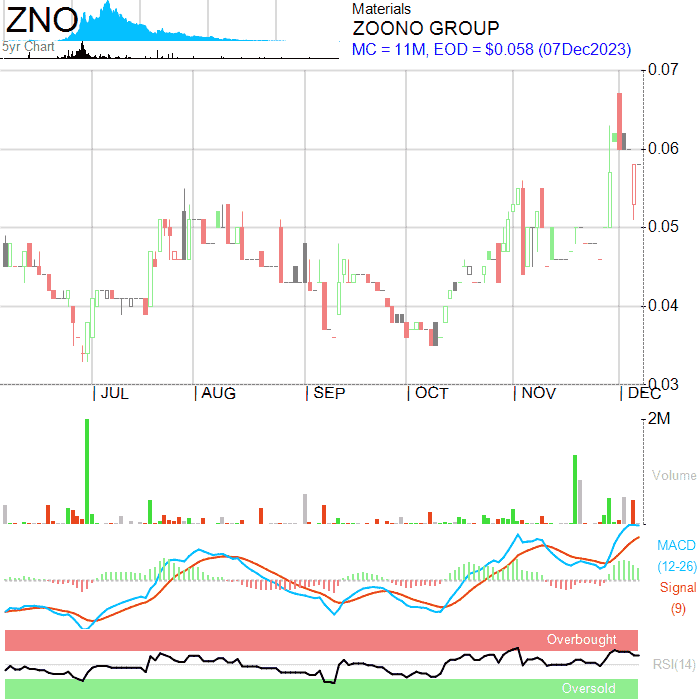 ZNO
5yr Chart
Materials
ZOONO GROUP
MC = 11M, EOD = $0.058 (07Dec2023)
0.07
0.06
0.05
0.04
0.03
JUL AUG SEP OCT NOV DEC
2M
Volume
MACD
(12-26)
Signal
(9)
Overbought
RSI(14)
Oversold